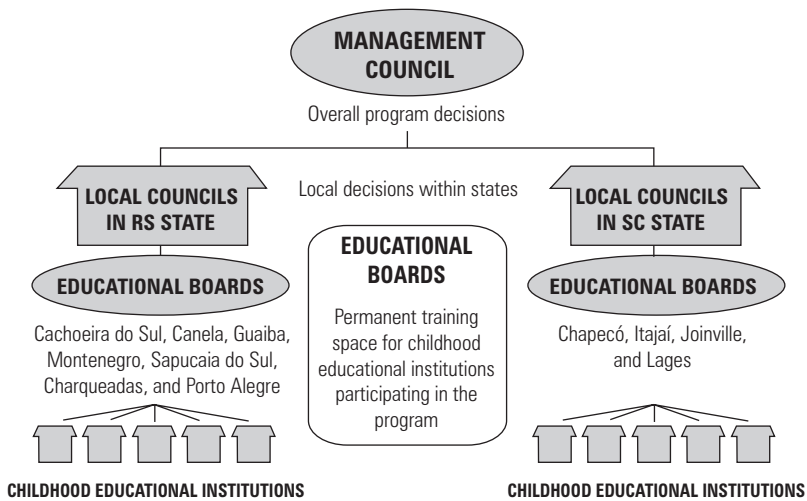 MANAGEMENT
COUNCIL
Overall program decisions
LOCAL COUNCILS
IN RS STATE
Local decisions within states
LOCAL COUNCILS
IN SC STATE
EDUCATIONAL BOARDS
Cachoeira do Sul, Canela, Guaiba,
Montenegro, Sapucaia do Sul,
Charqueadas, and Porto Alegre
EDUCATIONAL
BOARDS
Permanent training
space for childhood
educational institutions
participating in the
program
EDUCATIONAL BOARDS
Chapecó, Itajaí, Joinville,
and Lages
CHILDHOOD EDUCATIONAL INSTITUTIONS
CHILDHOOD EDUCATIONAL INSTITUTIONS